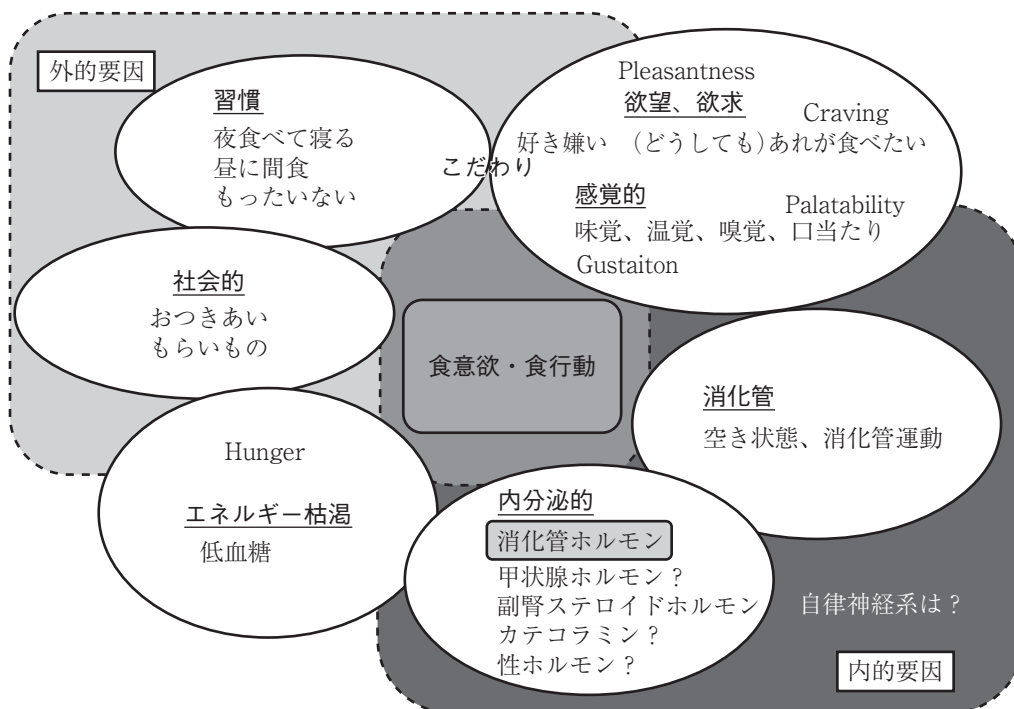 外的要因
習慣
夜食べて寝る
昼に間食
もったいない
こだわり
Pleasantness
欲望、欲求
Craving
好き嫌い (どうしても)あれが食べたい
感覚的
Palatability
味覚、温覚、嗅覚、口当たり
Gustaiton
社会的
おつきあい
もらいもの
食意欲・食行動
消化管
空き状態、消化管運動
Hunger
エネルギー枯渇
低血糖
内分泌的
消化管ホルモン
甲状腺ホルモン？
副腎ステロイドホルモン
カテコラミン？
性ホルモン？
自律神経系は？
内的要因